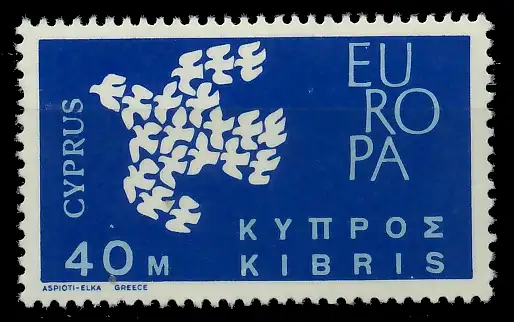 CYPRUS
EU
RO
PA
ΚΥΠΡΟΣ
40 M
KIBRIS
ASPIOTI-ELKA GREECE